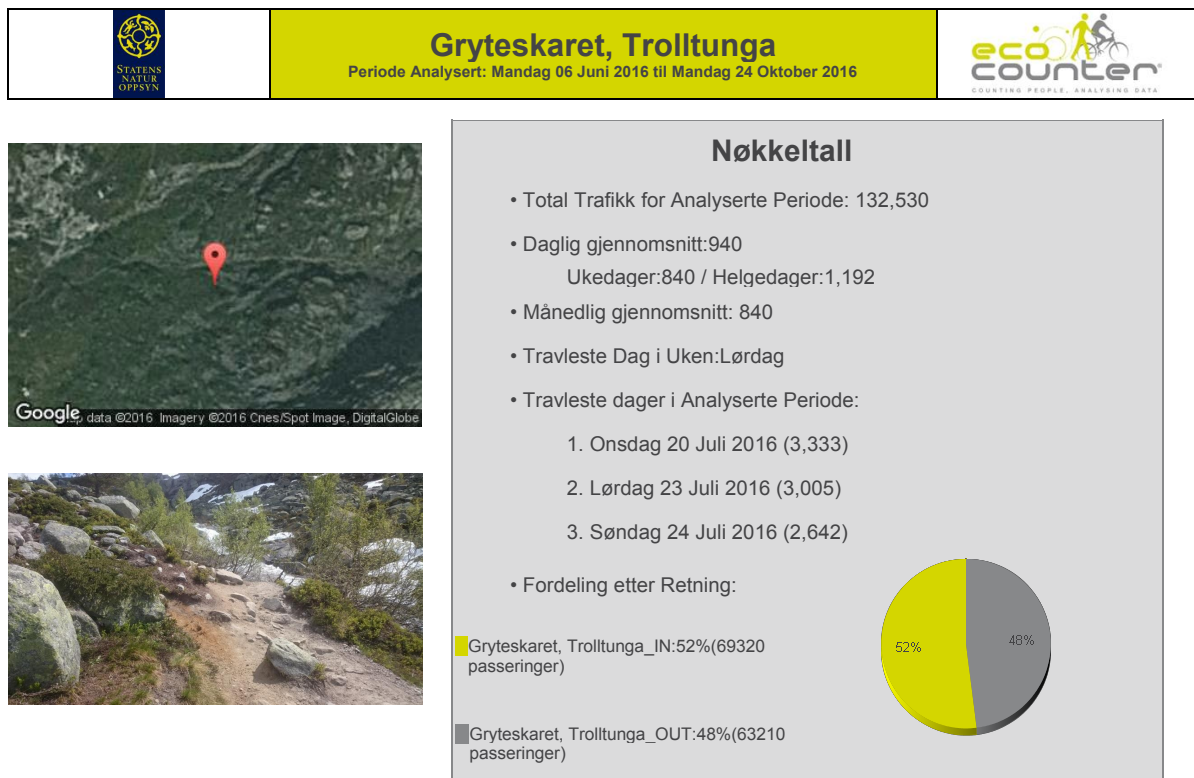 STATENS
NATUR
OPPSYN
Gryteskaret, Trolltunga
Periode Analysert: Mandag 06 Juni 2016 til Mandag 24 Oktober 2016
eco
counter
COUNTING PEOPLE, ANALYSING DATA
Google
data ©2016 Imagery ©2016 Cnes/Spot Image, DigitalGlobe
Nøkkeltall
• Total Trafikk for Analyserte Periode: 132,530
• Daglig gjennomsnitt:940
Ukedager:840 / Helgedager:1,192
• Månedlig gjennomsnitt: 840
• Travleste Dag i Uken:Lørdag
• Travleste dager i Analyserte Periode:
1. Onsdag 20 Juli 2016 (3,333)
2. Lørdag 23 Juli 2016 (3,005)
3. Søndag 24 Juli 2016 (2,642)
• Fordeling etter Retning:
Gryteskaret, Trolltunga_IN:52%(69320
passeringer)
Gryteskaret, Trolltunga_OUT:48%(63210
passeringer)
52%
48%